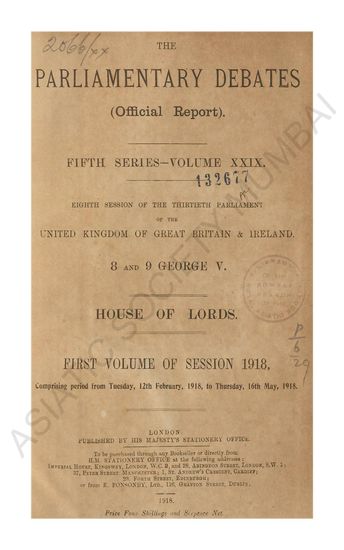 2066/xx
THE
PARLIAMENTARY DEBATES
(Official Report).
FIFTH SERIES—VOLUME XXIX.
132677
EIGHTH SESSION OF THE THIRTIETH PARLIAMENT
OF THE
UNITED KINGDOM OF GREAT BRITAIN & IRELAND.
8 AND 9 GEORGE V.
HOUSE OF LORDS.
P
6
29
FIRST VOLUME OF SESSION 1918,
Comprising period from Tuesday, 12th February, 1918, to Thursday, 16th May, 1918.
LONDON
PUBLISHED BY HIS MAJESTY'S STATIONERY OFFICE.
To be purchased through any Bookseller or directly from
H.M. STATIONERY OFFICE at the following addresses:
IMPERIAL HOUSE, KINGSWAY, LONDON, W.C. 2, and 28, ABINGDON STREET, LONDON, S.W. 1;
37, PETER STREET, MANCHESTER; 1, ST. ANDREW'S CRESCENT, CARDIFF;
23, FORTH STREET, EDINBURGH;
or from E. PONSONBY, LTD., 116, GRAFTON STREET, DUBLIN.
1918.
Price Four Shillings and Sixpence Net.
ASIATIC SOCIETY MUMBAI